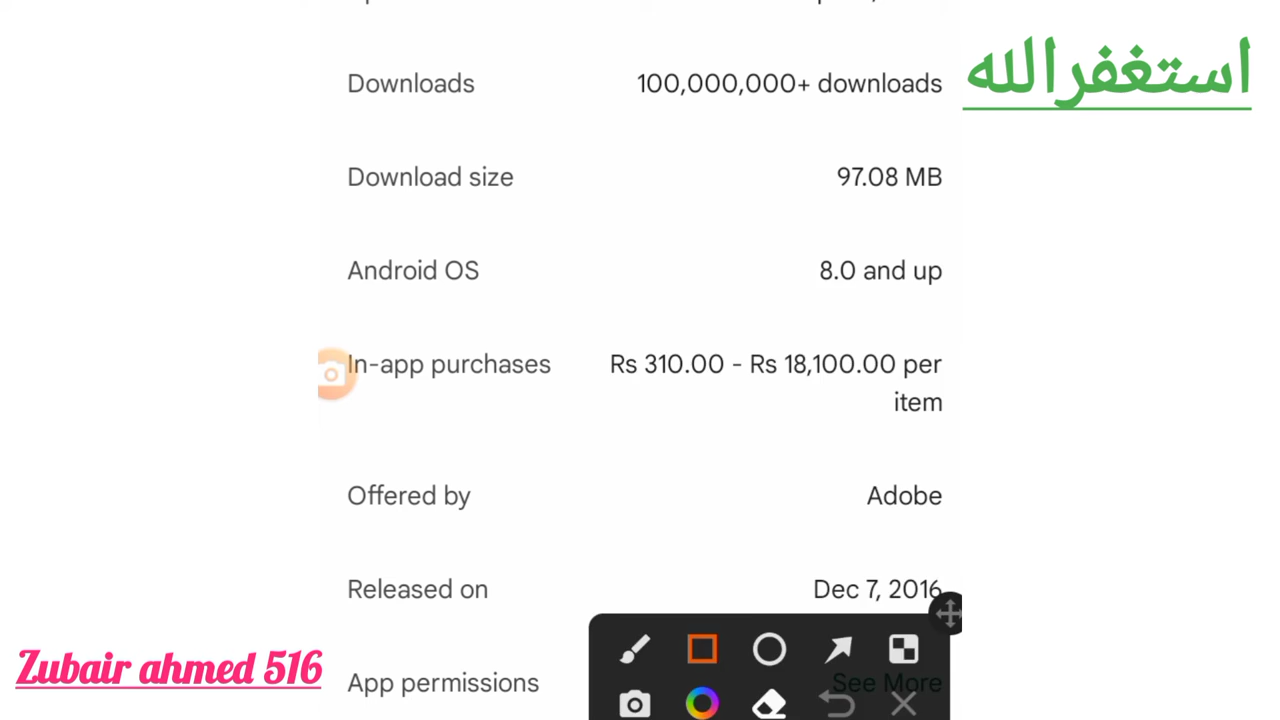 Downloads 100,000,000+ downloads
استغفرالله
Download size 97.08 MB
Android OS 8.0 and up
In-app purchases Rs 310.00 - Rs 18,100.00 per
item
Offered by Adobe
Released on Dec 7, 2016
Zubair ahmed 516
App permissions See More